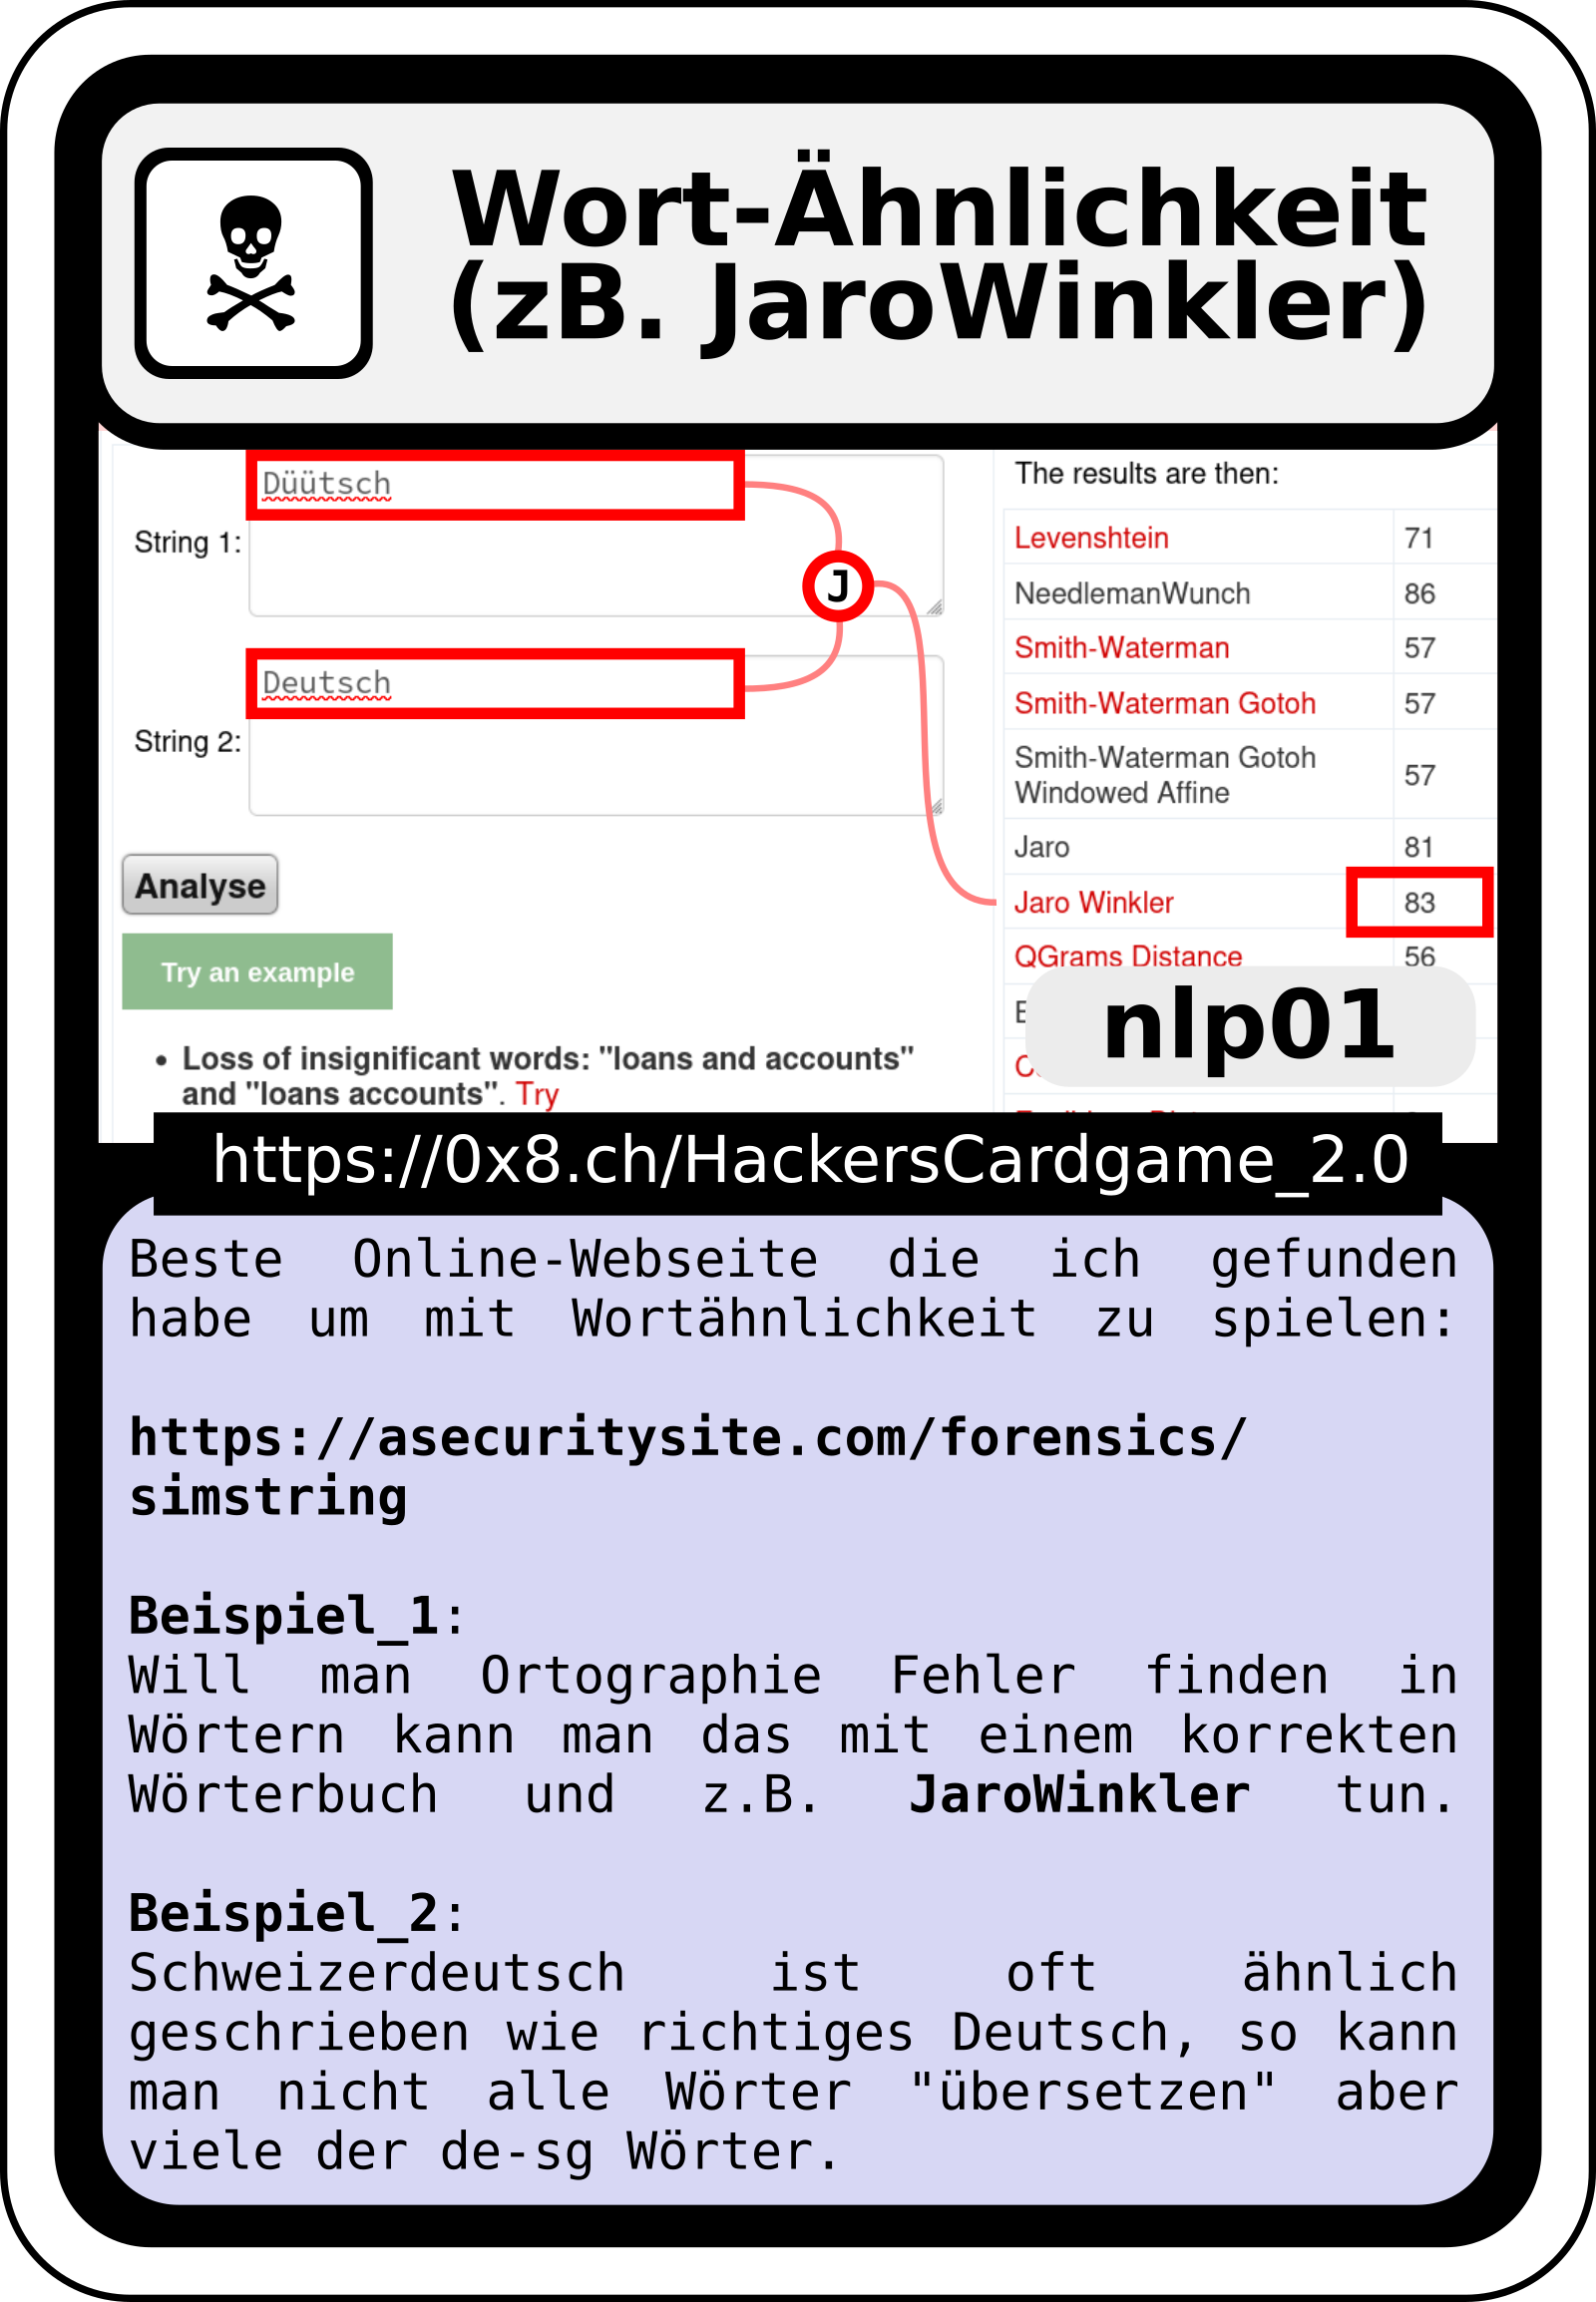 Wort-Ähnlichkeit
(zB. JaroWinkler)
String 1:
Düütsch
J
String 2:
Deutsch
Analyse
Try an example
• Loss of insignificant words: "loans and accounts"
and "loans accounts". Try
The results are then:
Levenshtein 71
NeedlemanWunch 86
Smith-Waterman 57
Smith-Waterman Gotoh 57
Smith-Waterman Gotoh
Windowed Affine 57
Jaro 81
Jaro Winkler 83
QGrams Distance 56
nlp01
https://0x8.ch/HackersCardgame_2.0
Beste Online-Webseite die ich gefunden
habe um mit Wortähnlichkeit zu spielen:
https://asecuritysite.com/forensics/
simstring
Beispiel_1:
Will man Ortographie Fehler finden in
Wörtern kann man das mit einem korrekten
Wörterbuch und z.B. JaroWinkler tun.
Beispiel_2:
Schweizerdeutsch ist oft ähnlich
geschrieben wie richtiges Deutsch, so kann
man nicht alle Wörter "übersetzen" aber
viele der de-sg Wörter.